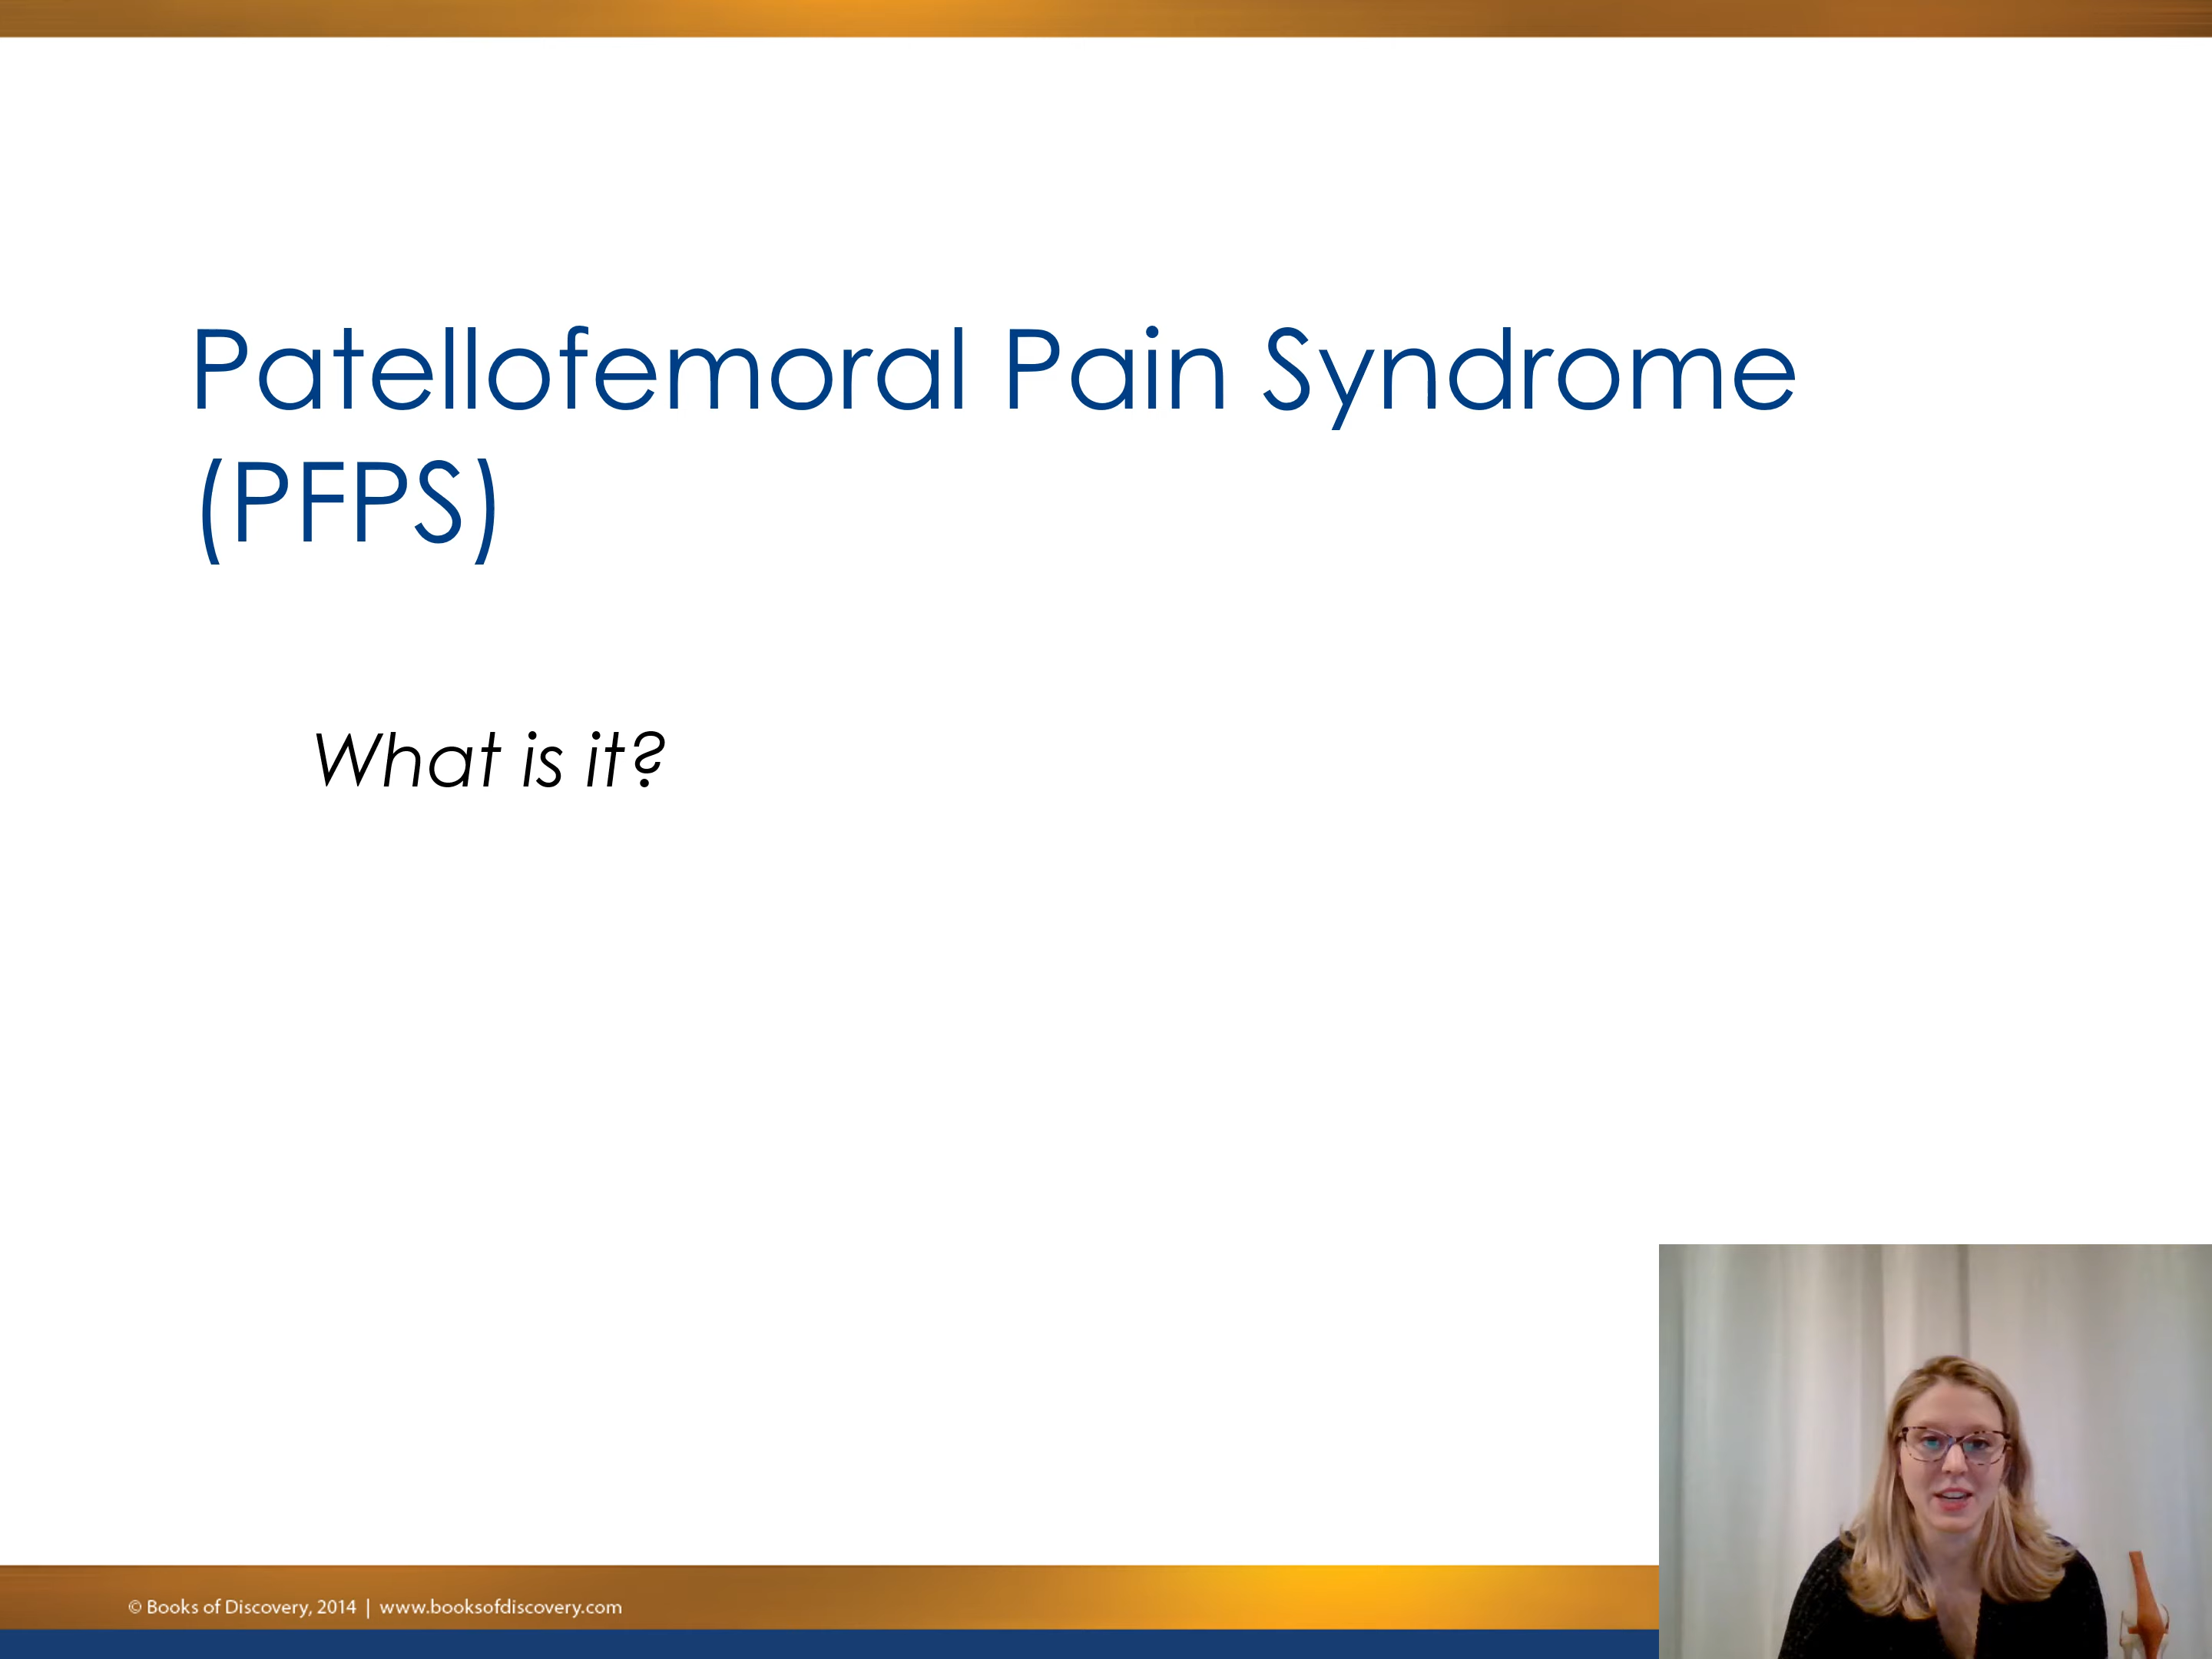 Patellofemoral Pain Syndrome
(PFPS)
What is it?
© Books of Discovery, 2014 | www.booksofdiscovery.com